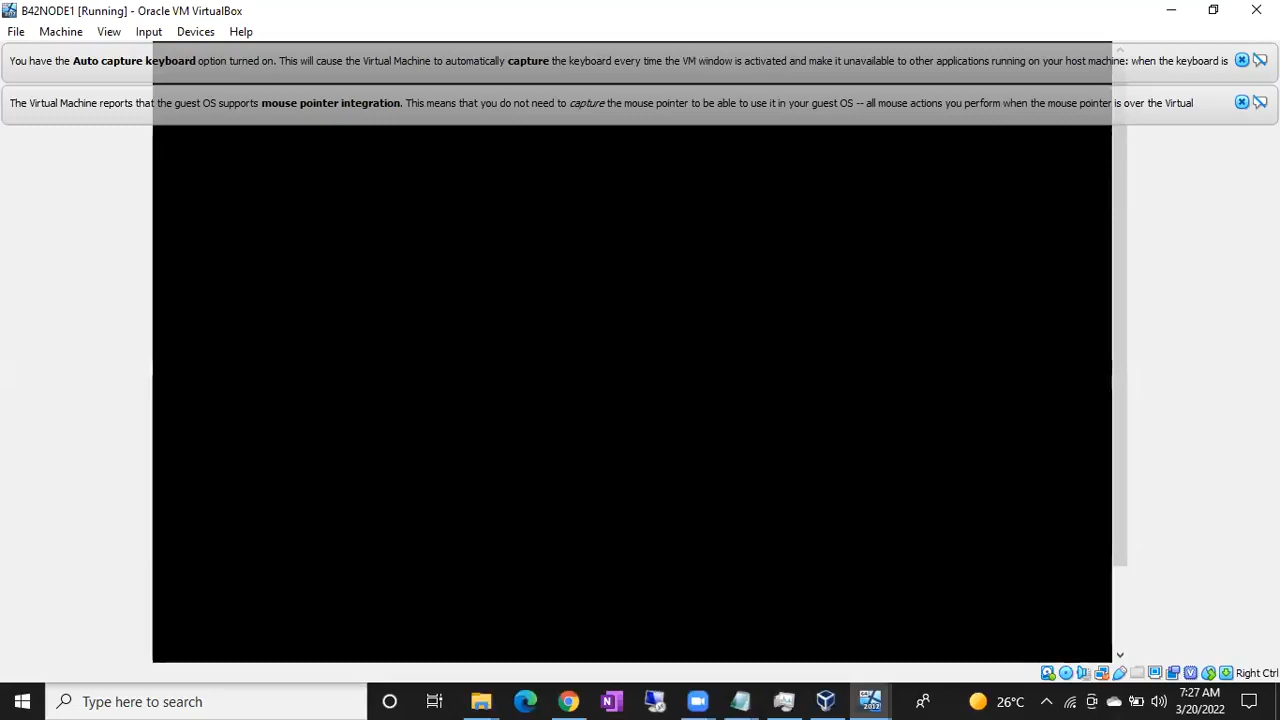 B42NODE1 [Running] - Oracle VM VirtualBox
File Machine View Input Devices Help
You have the Auto capture keyboard option turned on. This will cause the Virtual Machine to automatically capture the keyboard every time the VM window is activated and make it unavailable to other applications running on your host machine: when the keyboard is
The Virtual Machine reports that the guest OS supports mouse pointer integration. This means that you do not need to capture the mouse pointer to be able to use it in your guest OS -- all mouse actions you perform when the mouse pointer is over the Virtual
Right Ctrl
Type here to search
26°C
7:27 AM
3/20/2022